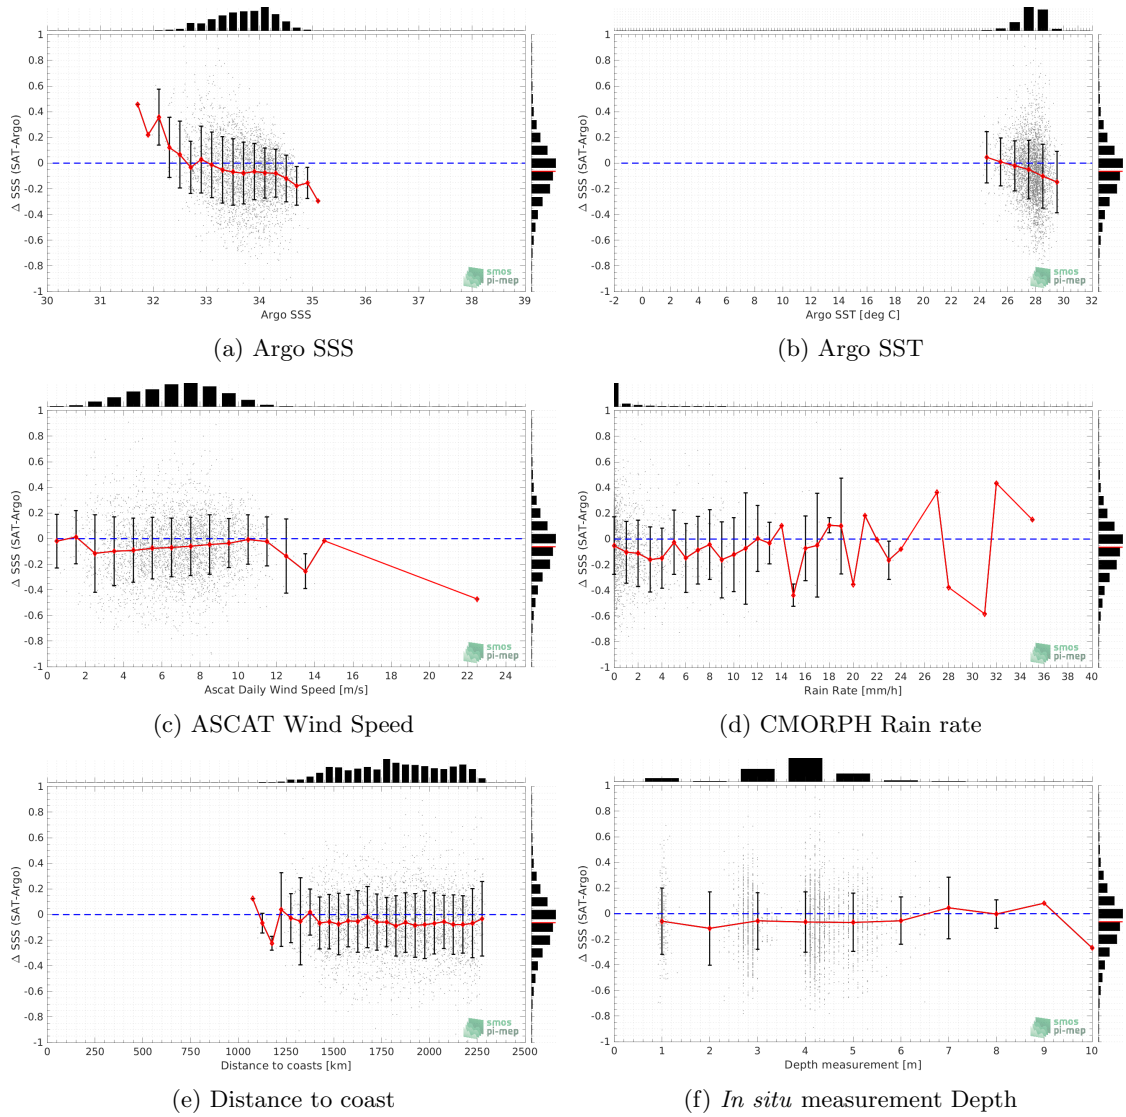 1
0.8
0.6
0.4
0.2
0
-0.2
-0.4
-0.6
-0.8
-1
Δ SSS (SAT-Argo)
30 31 32 33 34 35 36 37 38 39
Argo SSS
smos
pi-mep
(a) Argo SSS
1
0.8
0.6
0.4
0.2
0
-0.2
-0.4
-0.6
-0.8
-1
Δ SSS (SAT-Argo)
-2 0 2 4 6 8 10 12 14 16 18 20 22 24 26 28 30 32
Argo SST [deg C]
smos
pi-mep
(b) Argo SST
1
0.8
0.6
0.4
0.2
0
-0.2
-0.4
-0.6
-0.8
-1
Δ SSS (SAT-Argo)
0 2 4 6 8 10 12 14 16 18 20 22 24
Ascat Daily Wind Speed [m/s]
smos
pi-mep
(c) ASCAT Wind Speed
1
0.8
0.6
0.4
0.2
0
-0.2
-0.4
-0.6
-0.8
-1
Δ SSS (SAT-Argo)
0 2 4 6 8 10 12 14 16 18 20 22 24 26 28 30 32 34 36 38 40
Rain Rate [mm/h]
smos
pi-mep
(d) CMORPH Rain rate
1
0.8
0.6
0.4
0.2
0
-0.2
-0.4
-0.6
-0.8
-1
Δ SSS (SAT-Argo)
0 250 500 750 1000 1250 1500 1750 2000 2250 2500
Distance to coasts [km]
smos
pi-mep
(e) Distance to coast
1
0.8
0.6
0.4
0.2
0
-0.2
-0.4
-0.6
-0.8
-1
Δ SSS (SAT-Argo)
0 1 2 3 4 5 6 7 8 9 10
Depth measurement [m]
smos
pi-mep
(f) In situ measurement Depth